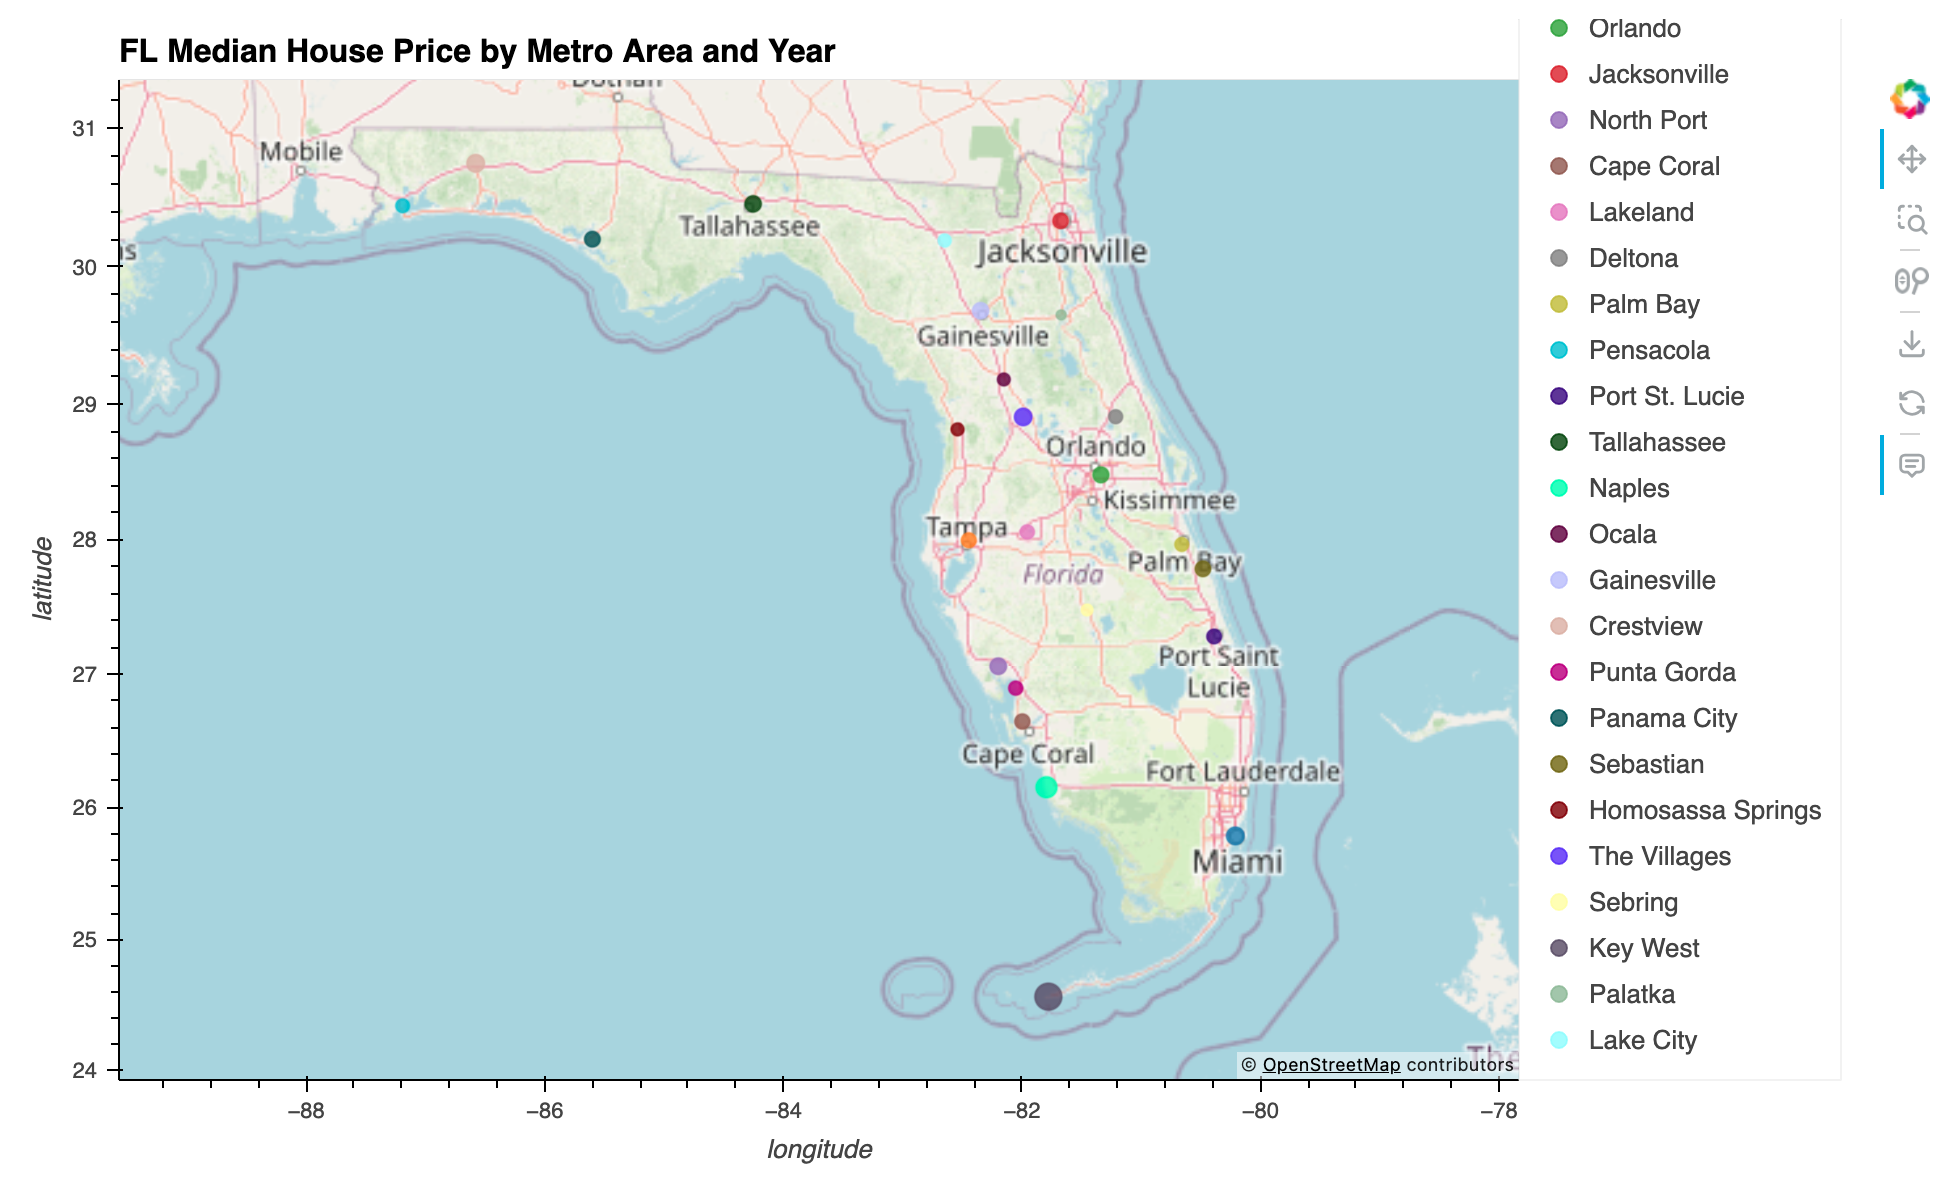 FL Median House Price by Metro Area and Year
Dothan
Mobile
Tallahassee
Jacksonville
Gainesville
Orlando
Kissimmee
Tampa
Palm Bay
Florida
Port Saint
Lucie
Cape Coral
Fort Lauderdale
Miami
The
© OpenStreetMap contributors
31
30
29
28
27
26
25
24
latitude
−88
−86
−84
−82
−80
−78
longitude
Orlando
Jacksonville
North Port
Cape Coral
Lakeland
Deltona
Palm Bay
Pensacola
Port St. Lucie
Tallahassee
Naples
Ocala
Gainesville
Crestview
Punta Gorda
Panama City
Sebastian
Homosassa Springs
The Villages
Sebring
Key West
Palatka
Lake City